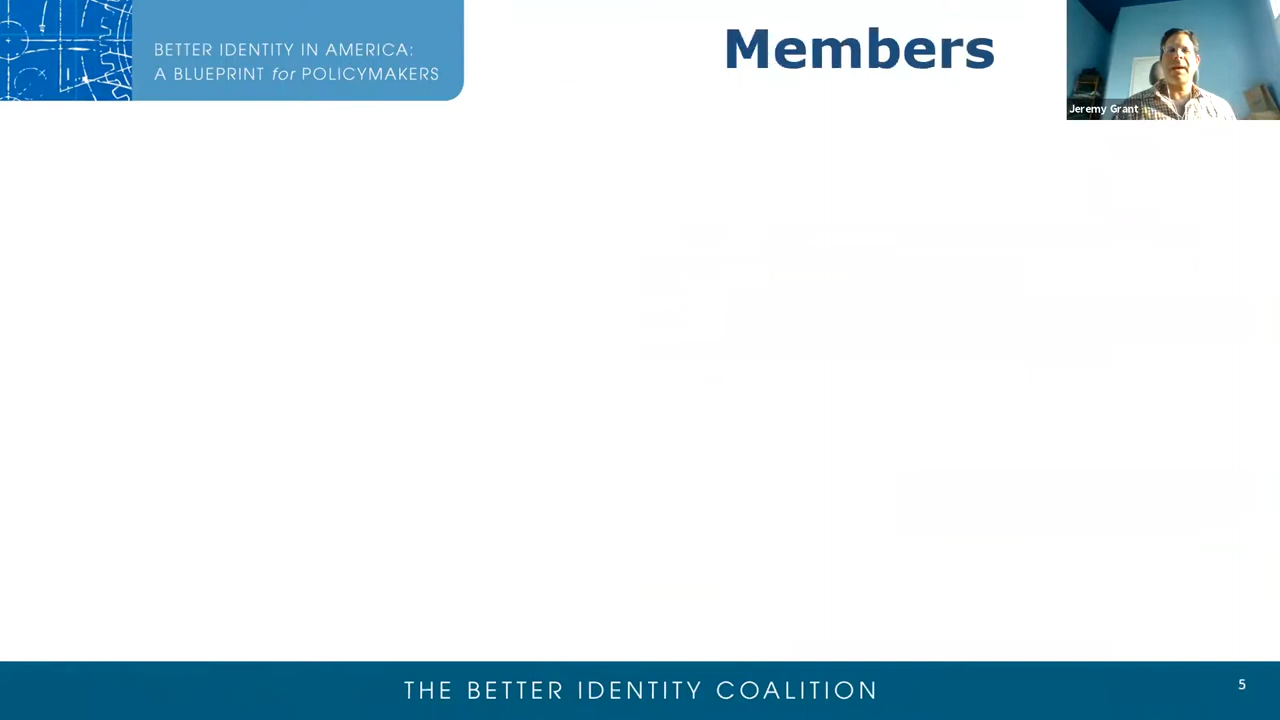 BETTER IDENTITY IN AMERICA:
A BLUEPRINT for POLICYMAKERS
Members
Jeremy Grant
THE BETTER IDENTITY COALITION
5